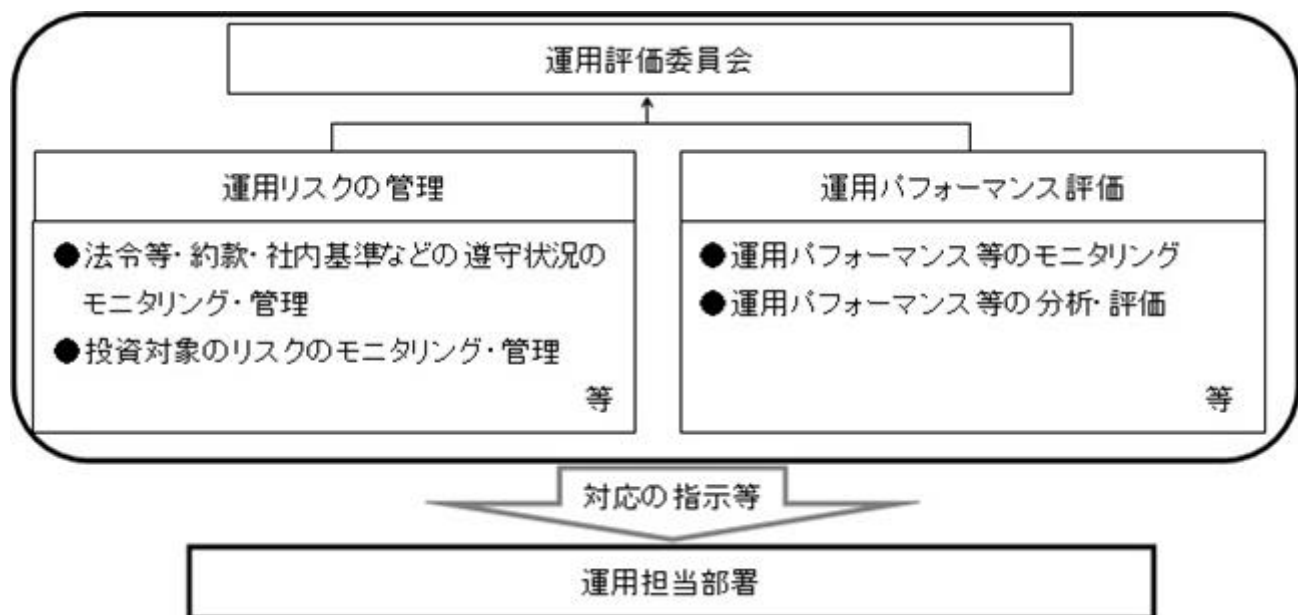 運用評価委員会
運用リスクの管理
●法令等・約款・社内基準などの遵守状況の
モニタリング・管理
●投資対象のリスクのモニタリング・管理
等
運用パフォーマンス評価
●運用パフォーマンス等のモニタリング
●運用パフォーマンス等の分析・評価
等
対応の指示等
運用担当部署